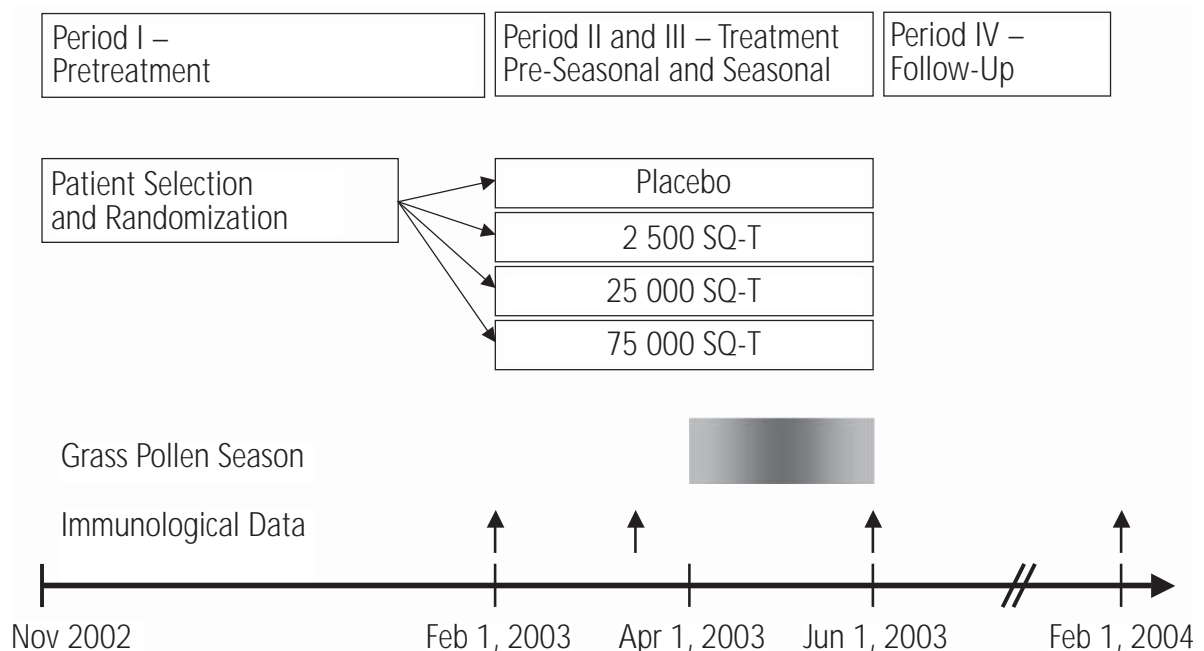 Period I –
Pretreatment
Period II and III – Treatment
Pre-Seasonal and Seasonal
Period IV –
Follow-Up
Patient Selection
and Randomization
Placebo
2 500 SQ-T
25 000 SQ-T
75 000 SQ-T
Grass Pollen Season
Immunological Data
Nov 2002
Feb 1, 2003
Apr 1, 2003
Jun 1, 2003
Feb 1, 2004